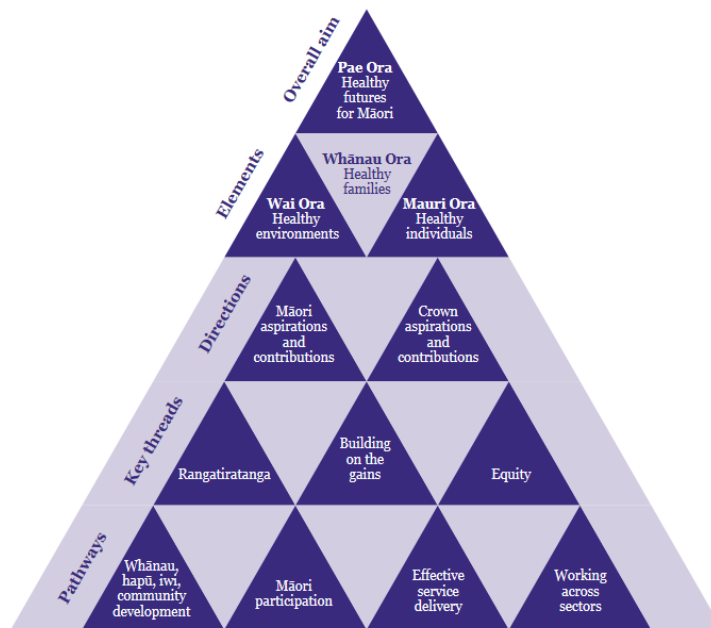 Overall aim
Pae Ora
Healthy
futures
for Māori
Elements
Whānau Ora
Healthy
families
Wai Ora
Healthy
environments
Mauri Ora
Healthy
individuals
Directions
Māori
aspirations
and
contributions
Crown
aspirations
and
contributions
Key threads
Rangatiratanga
Building
on the
gains
Equity
Pathways
Whānau,
hapū, iwi,
community
development
Māori
participation
Effective
service
delivery
Working
across
sectors